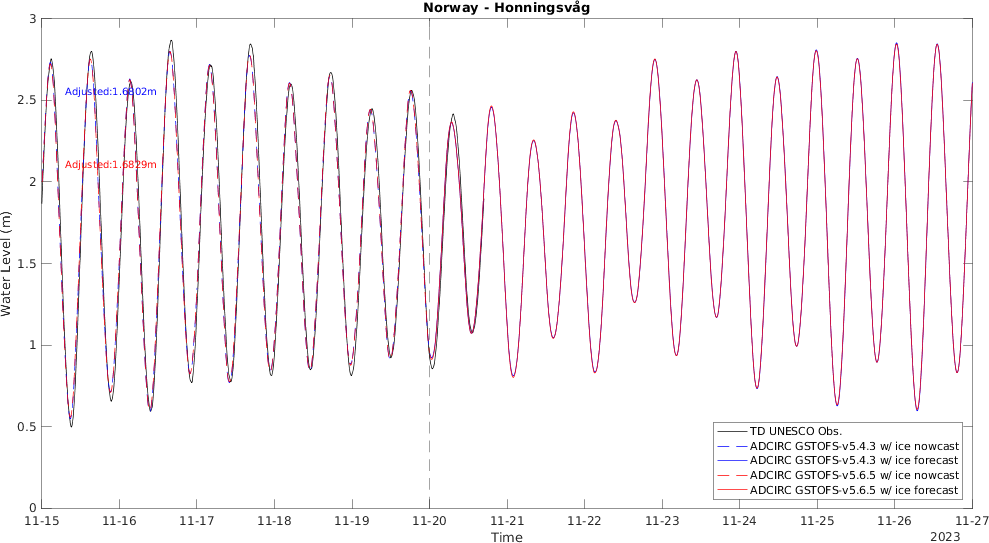 Norway - Honningsvåg
3
2.5
2
1.5
1
0.5
0
Water Level (m)
Adjusted:1.6802m
Adjusted:1.6829m
TD UNESCO Obs.
ADCIRC GSTOFS-v5.4.3 w/ ice nowcast
ADCIRC GSTOFS-v5.4.3 w/ ice forecast
ADCIRC GSTOFS-v5.6.5 w/ ice nowcast
ADCIRC GSTOFS-v5.6.5 w/ ice forecast
11-15 11-16 11-17 11-18 11-19 11-20 11-21 11-22 11-23 11-24 11-25 11-26 11-27
Time
2023